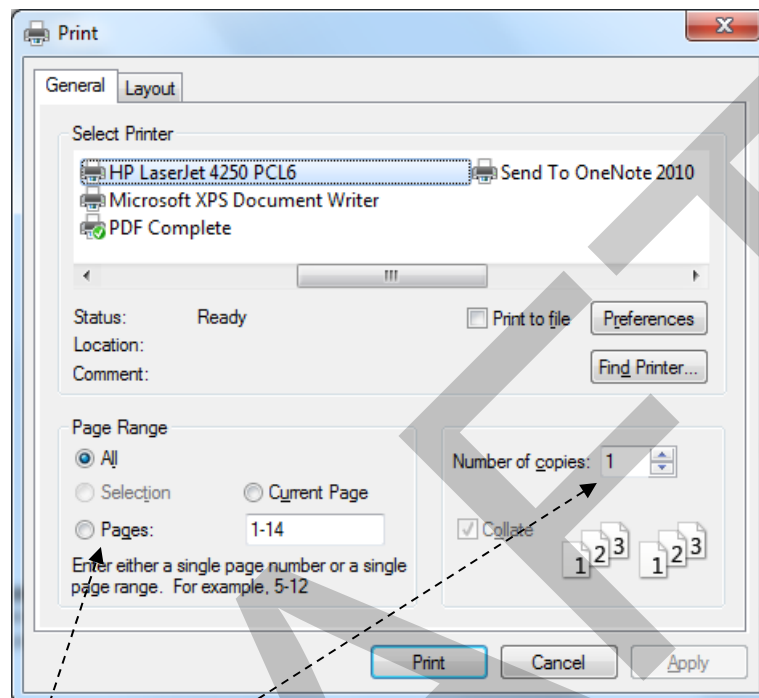 Print
General Layout
Select Printer
HP LaserJet 4250 PCL6 Send To OneNote 2010
Microsoft XPS Document Writer
PDF Complete
Status: Ready Print to file Preferences
Location:
Comment: Find Printer...
Page Range
All Number of copies: 1
Selection Current Page
Pages: 1-14 Collate
Enter either a single page number or a single
page range. For example, 5-12
1 2 3 1 2 3
Print Cancel Apply